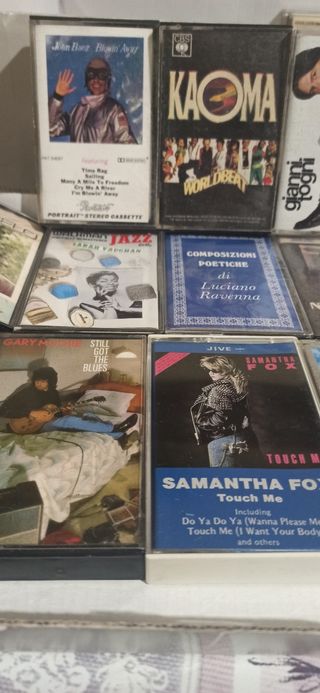 Joan Baez Blowin' Away
Featuring
Time Rag
Sailing
Many A Mile To Freedom
Cry Me A River
I'm Blowin' Away
Portrait
PORTRAIT™ STEREO CASSETTE
CBS
KAOMA
WORLDBEAT
gianni
togni
JAZZ
SARAH VAUGHAN
COMPOSIZIONI
POETICHE
di
Luciano
Ravenna
GARY MOORE
STILL
GOT THE
BLUES
JIVE
SAMANTHA
FOX
TOUCH M
SAMANTHA FO
Touch Me
Including
Do Ya Do Ya (Wanna Please Me
Touch Me (I Want Your Body
and others